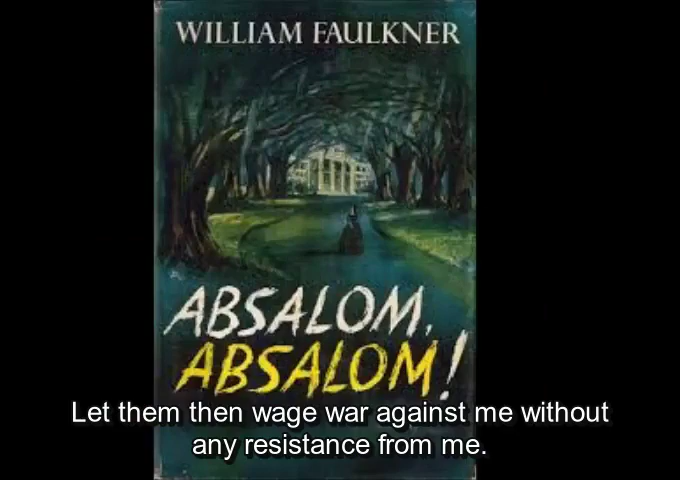 WILLIAM FAULKNER
ABSALOM,
ABSALOM!
Let them then wage war against me without
any resistance from me.